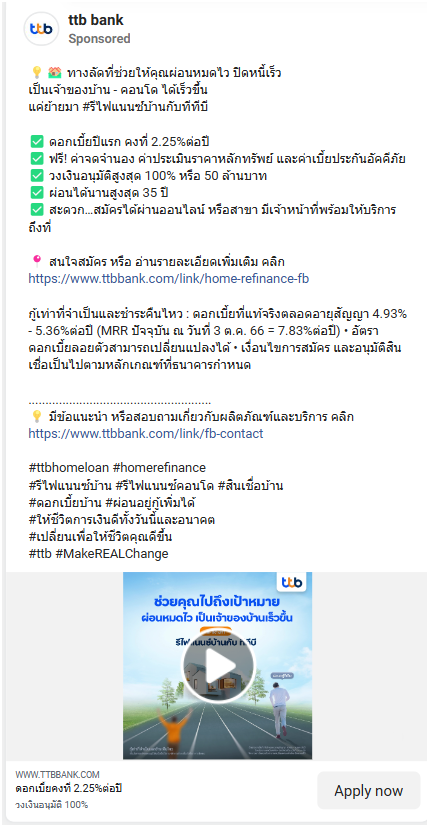 ttb
ttb bank
Sponsored
💡 🏘️ ทางลัดที่ช่วยให้คุณผ่อนหมดไว ปิดหนี้เร็ว
เป็นเจ้าของบ้าน - คอนโด ได้เร็วขึ้น
แค่ย้ายมา #รีไฟแนนซ์บ้านกับทีทีบี
✅ ดอกเบี้ยปีแรก คงที่ 2.25%ต่อปี
✅ ฟรี! ค่าจดจำนอง ค่าประเมินราคาหลักทรัพย์ และค่าเบี้ยประกันอัคคีภัย
✅ วงเงินอนุมัติสูงสุด 100% หรือ 50 ล้านบาท
✅ ผ่อนได้นานสูงสุด 35 ปี
✅ สะดวก...สมัครได้ผ่านออนไลน์ หรือสาขา มีเจ้าหน้าที่พร้อมให้บริการ
ถึงที่
📍 สนใจสมัคร หรือ อ่านรายละเอียดเพิ่มเติม คลิก
https://www.ttbbank.com/link/home-refinance-fb
กู้เท่าที่จำเป็นและชำระคืนไหว : ดอกเบี้ยที่แท้จริงตลอดอายุสัญญา 4.93%
- 5.36%ต่อปี (MRR ปัจจุบัน ณ วันที่ 3 ต.ค. 66 = 7.83%ต่อปี) • อัตรา
ดอกเบี้ยลอยตัวสามารถเปลี่ยนแปลงได้ • เงื่อนไขการสมัคร และอนุมัติสิน
เชื่อเป็นไปตามหลักเกณฑ์ที่ธนาคารกำหนด
......................................................
💡 มีข้อแนะนำ หรือสอบถามเกี่ยวกับผลิตภัณฑ์และบริการ คลิก
https://www.ttbbank.com/link/fb-contact
#ttbhomeloan #homerefinance
#รีไฟแนนซ์บ้าน #รีไฟแนนซ์คอนโด #สินเชื่อบ้าน
#ดอกเบี้ยบ้าน #ผ่อนอยู่กู้เพิ่มได้
#ให้ชีวิตการเงินดีทั้งวันนี้และอนาคต
#เปลี่ยนเพื่อให้ชีวิตคุณดีขึ้น
#ttb #MakeREALChange
ttb
ช่วยคุณไปถึงเป้าหมาย
ผ่อนหมดไว เป็นเจ้าของบ้านเร็วขึ้น
รีไฟแนนซ์บ้านกับ ทีทีบี
WWW.TTBBANK.COM
ดอกเบี้ยคงที่ 2.25%ต่อปี
วงเงินอนุมัติ 100%
Apply now